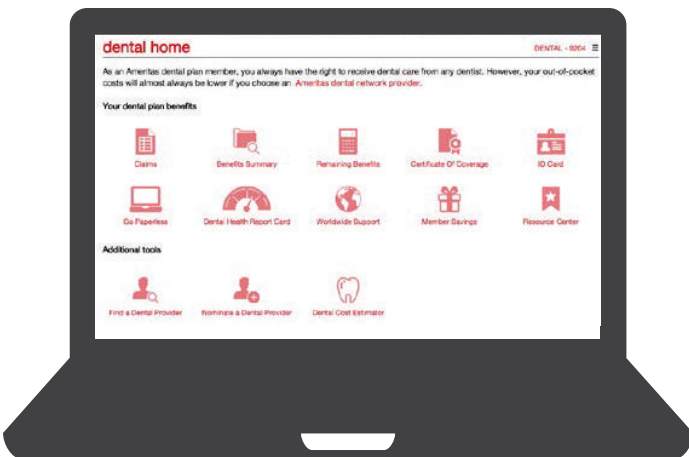 dental home
DENTAL - 9204
As an Ameritas dental plan member, you always have the right to receive dental care from any dentist. However, your out-of-pocket
costs will almost always be lower if you choose an Ameritas dental network provider.
Your dental plan benefits
Claims Benefits Summary Remaining Benefits Certificate Of Coverage ID Card
Go Paperless Dental Health Report Card Worldwide Support Member Savings Resource Center
Additional tools
Find a Dental Provider Nominate a Dental Provider Dental Cost Estimator